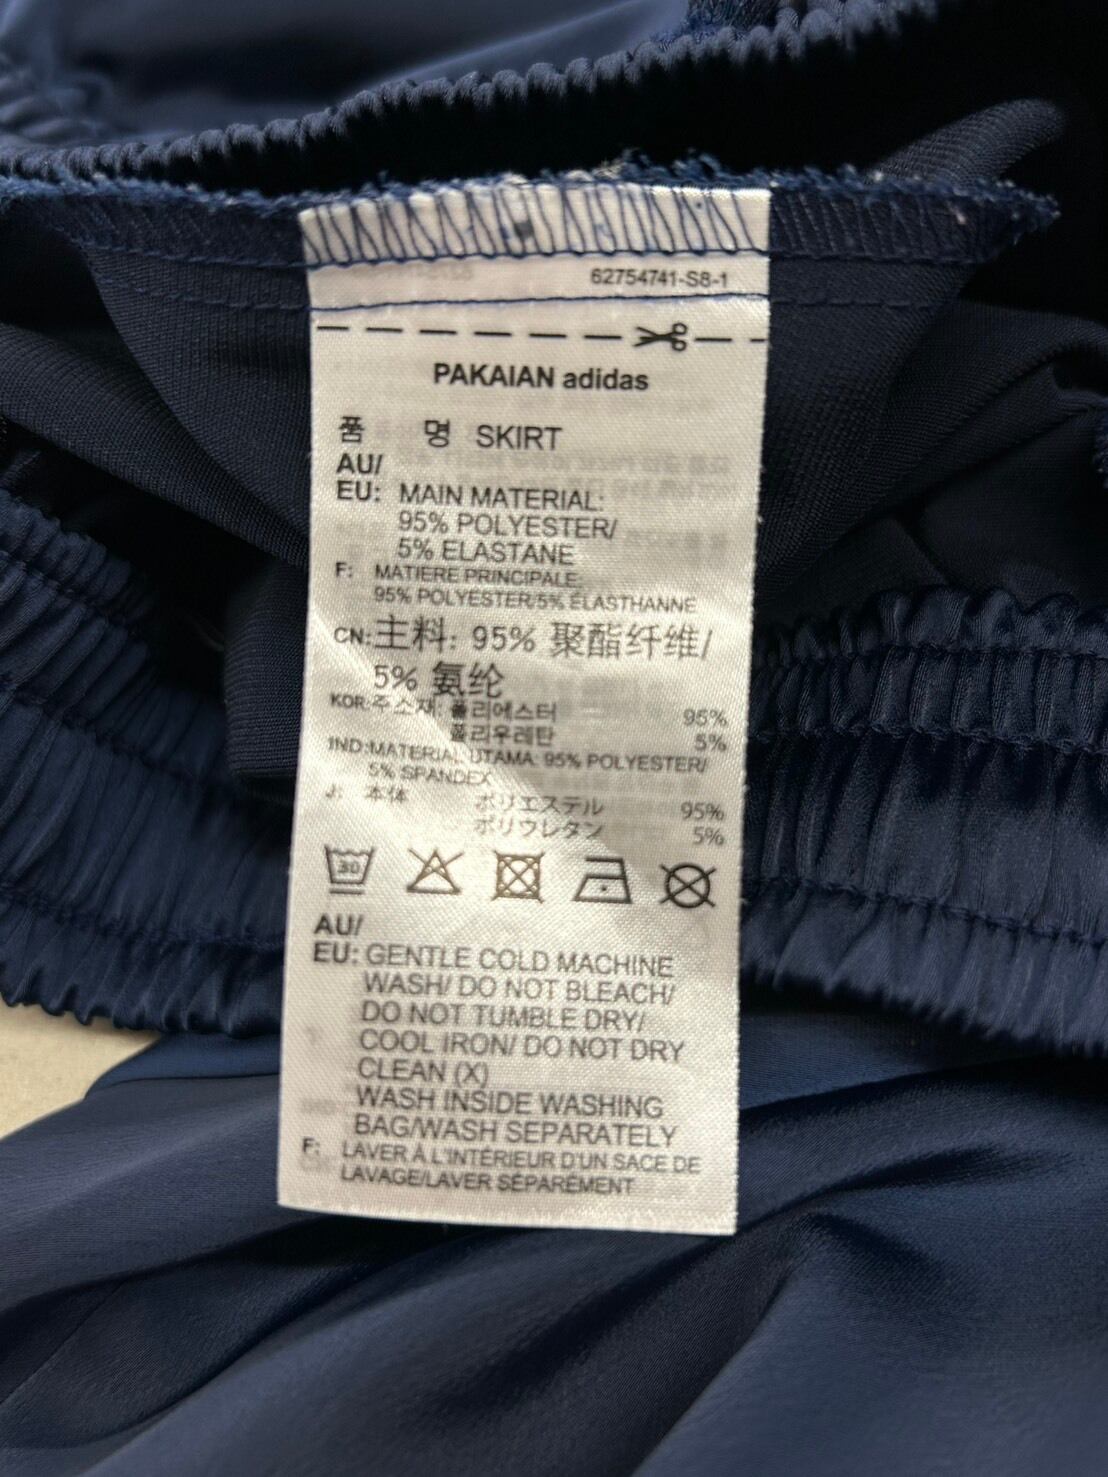 62754741-S8-1
PAKAIAN adidas
품 명 SKIRT
AU/
EU: MAIN MATERIAL:
95% POLYESTER/
5% ELASTANE
F: MATIERE PRINCIPALE:
95% POLYESTER/5% ÉLASTHANNE
CN: 主料: 95% 聚酯纤维/
5% 氨纶
KOR: 주소재: 폴리에스터 95%
폴리우레탄 5%
IND: MATERIAL UTAMA: 95% POLYESTER/
5% SPANDEX
J: 本体 ポリエステル 95%
ポリウレタン 5%
30
AU/
EU: GENTLE COLD MACHINE
WASH/ DO NOT BLEACH/
DO NOT TUMBLE DRY/
COOL IRON/ DO NOT DRY
CLEAN (X)
WASH INSIDE WASHING
BAG/WASH SEPARATELY
F: LAVER À L'INTÉRIEUR D'UN SACE DE
LAVAGE/LAVER SÉPARÉMENT